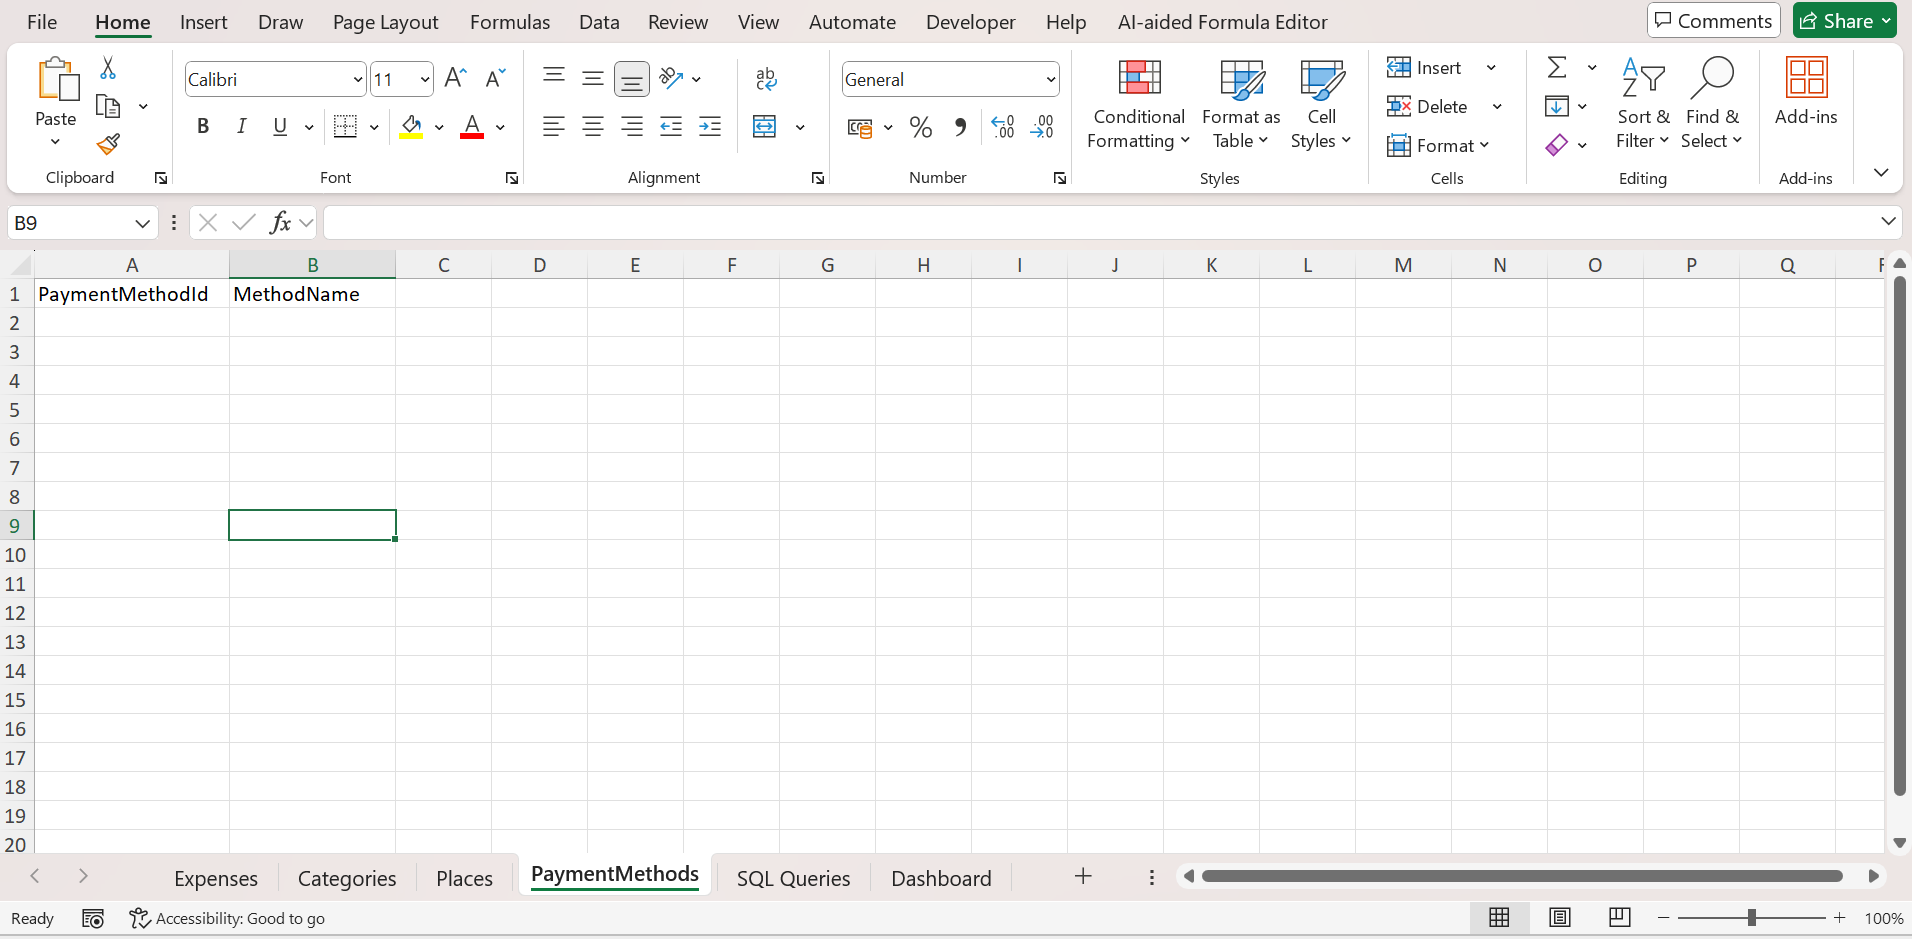 File Home Insert Draw Page Layout Formulas Data Review View Automate Developer Help AI-aided Formula Editor Comments Share
Paste
Clipboard
Calibri 11
B I U A
Font
ab
Alignment
General
% , .00 .00
Number
Conditional Formatting
Format as Table
Cell Styles
Styles
Insert
Delete
Format
Cells
Sort & Filter
Find & Select
Editing
Add-ins
Add-ins
B9 fx
A B C D E F G H I J K L M N O P Q
1 PaymentMethodId MethodName
2
3
4
5
6
7
8
9
10
11
12
13
14
15
16
17
18
19
20
Expenses Categories Places PaymentMethods SQL Queries Dashboard
Ready Accessibility: Good to go 100%